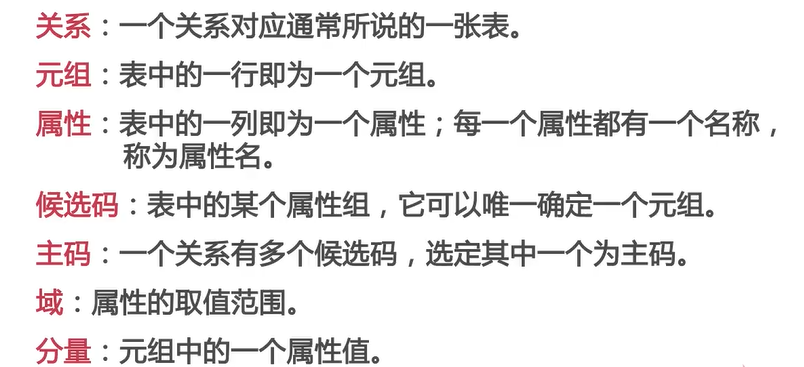 关系：一个关系对应通常所说的一张表。
元组：表中的一行即为一个元组。
属性：表中的一列即为一个属性；每一个属性都有一个名称，
称为属性名。
候选码：表中的某个属性组，它可以唯一确定一个元组。
主码：一个关系有多个候选码，选定其中一个为主码。
域：属性的取值范围。
分量：元组中的一个属性值。